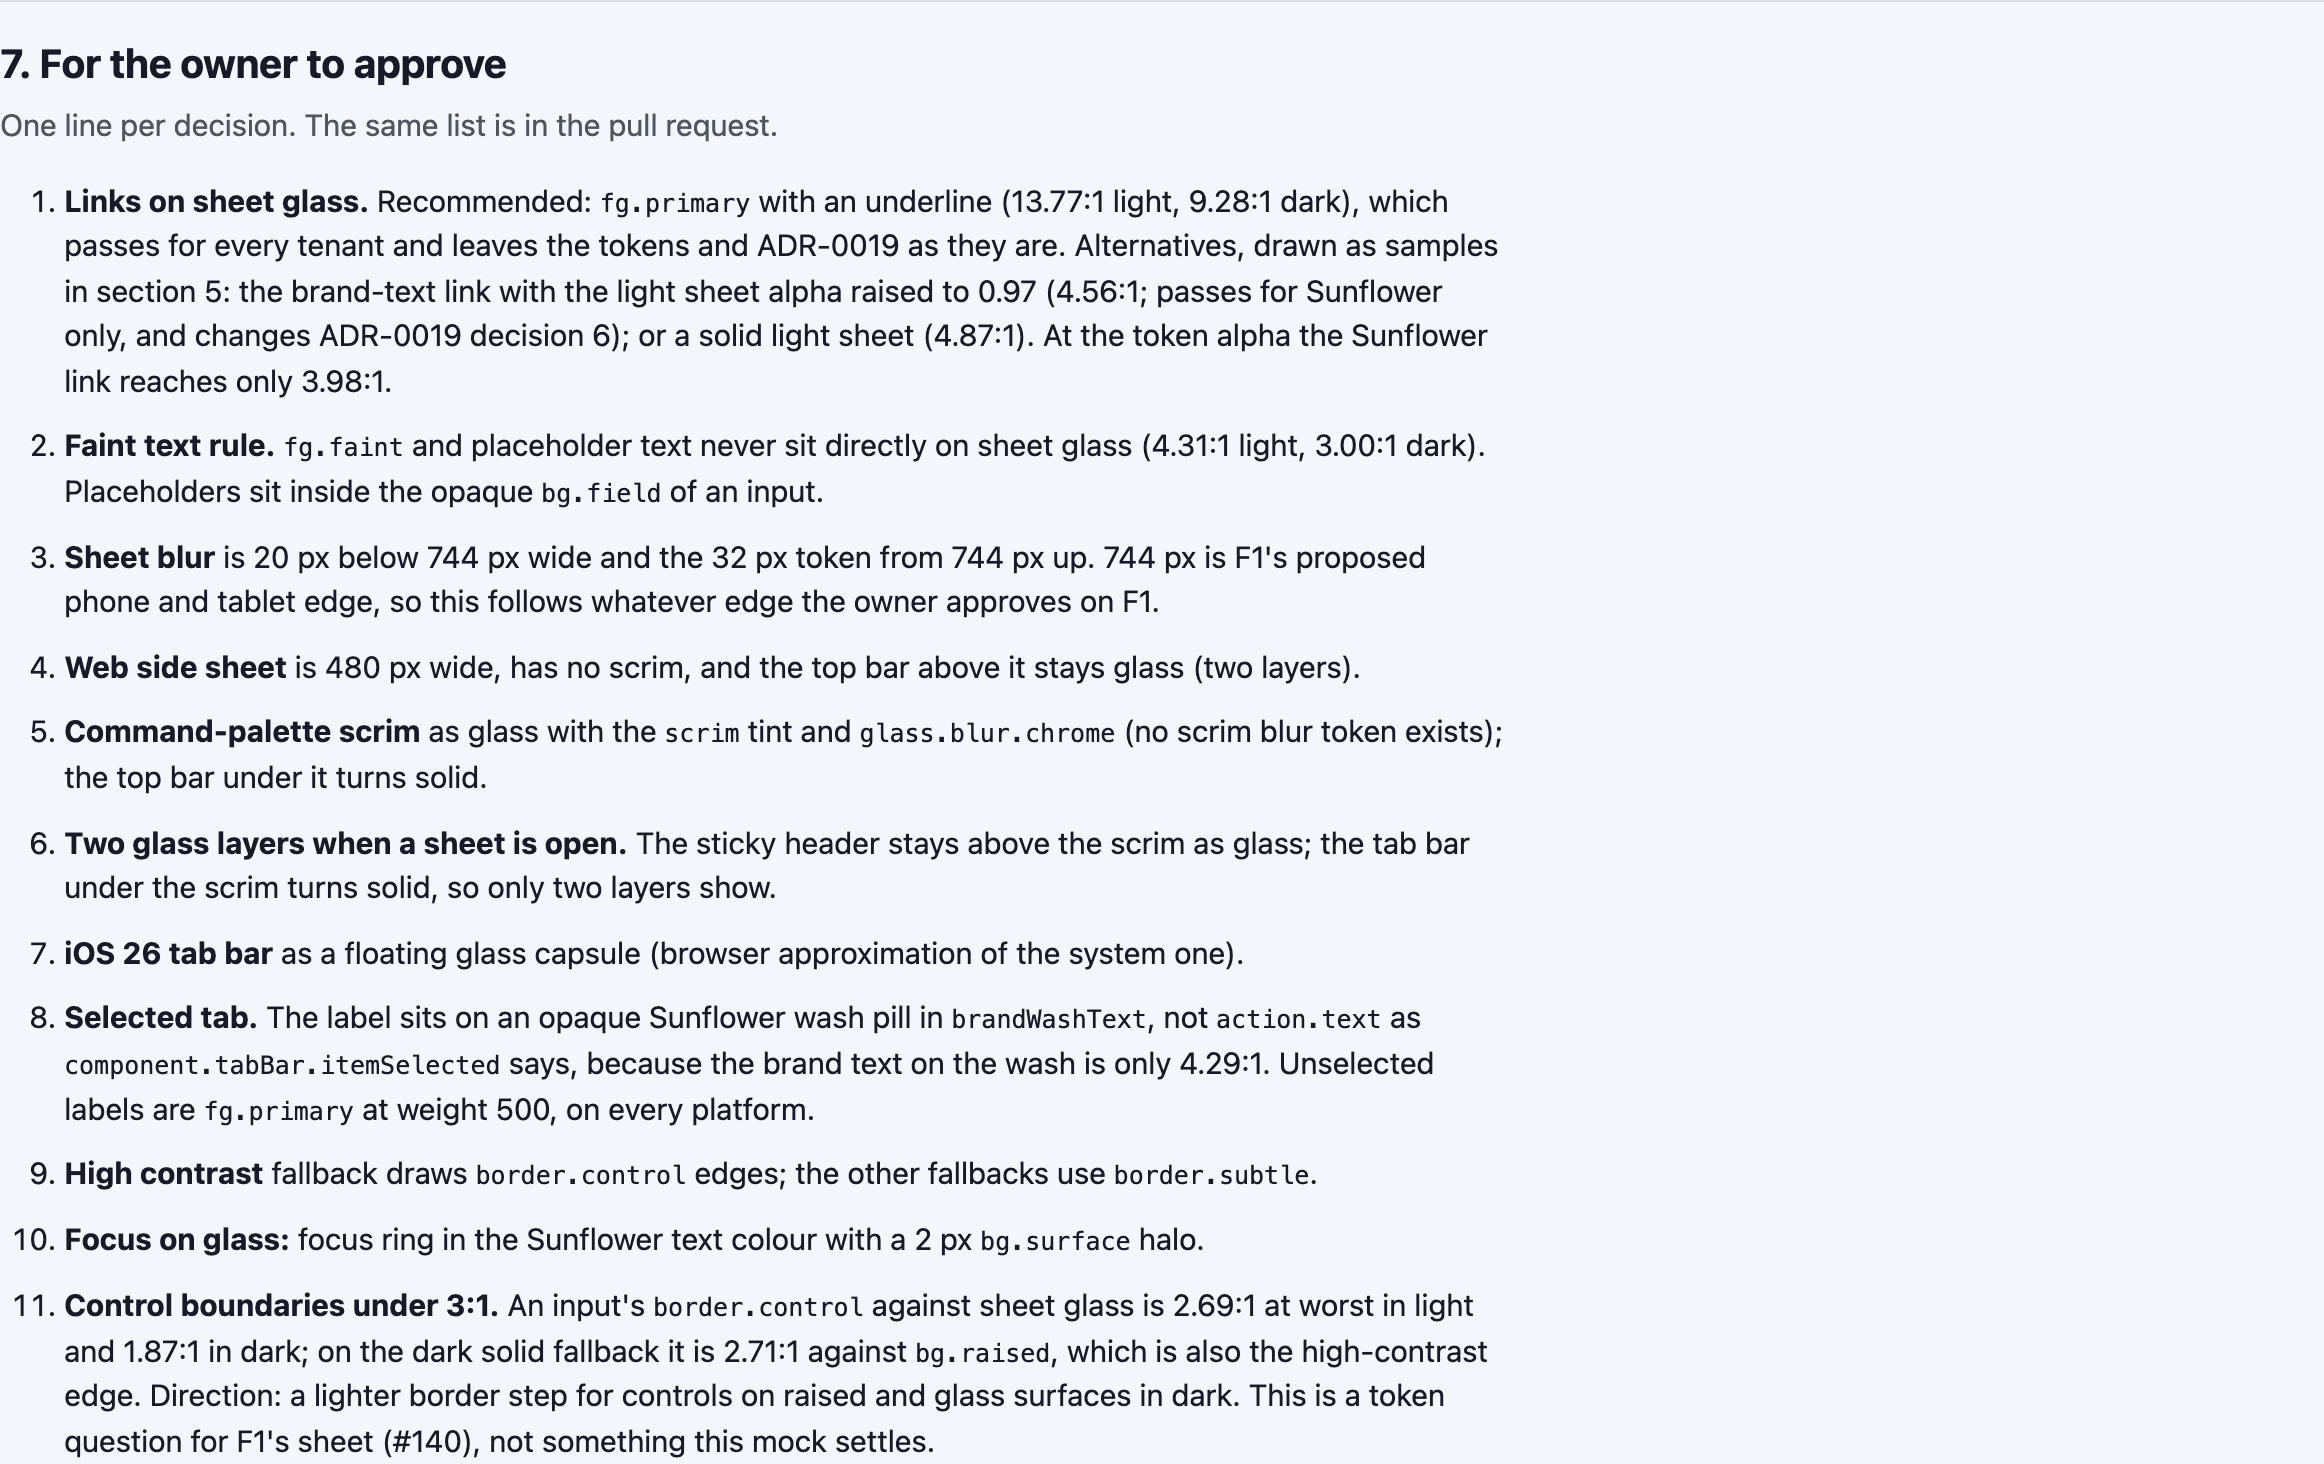 7. For the owner to approve
One line per decision. The same list is in the pull request.
1. Links on sheet glass. Recommended: fg.primary with an underline (13.77:1 light, 9.28:1 dark), which
passes for every tenant and leaves the tokens and ADR-0019 as they are. Alternatives, drawn as samples
in section 5: the brand-text link with the light sheet alpha raised to 0.97 (4.56:1; passes for Sunflower
only, and changes ADR-0019 decision 6); or a solid light sheet (4.87:1). At the token alpha the Sunflower
link reaches only 3.98:1.
2. Faint text rule. fg.faint and placeholder text never sit directly on sheet glass (4.31:1 light, 3.00:1 dark).
Placeholders sit inside the opaque bg.field of an input.
3. Sheet blur is 20 px below 744 px wide and the 32 px token from 744 px up. 744 px is F1's proposed
phone and tablet edge, so this follows whatever edge the owner approves on F1.
4. Web side sheet is 480 px wide, has no scrim, and the top bar above it stays glass (two layers).
5. Command-palette scrim as glass with the scrim tint and glass.blur.chrome (no scrim blur token exists);
the top bar under it turns solid.
6. Two glass layers when a sheet is open. The sticky header stays above the scrim as glass; the tab bar
under the scrim turns solid, so only two layers show.
7. iOS 26 tab bar as a floating glass capsule (browser approximation of the system one).
8. Selected tab. The label sits on an opaque Sunflower wash pill in brandWashText, not action.text as
component.tabBar.itemSelected says, because the brand text on the wash is only 4.29:1. Unselected
labels are fg.primary at weight 500, on every platform.
9. High contrast fallback draws border.control edges; the other fallbacks use border.subtle.
10. Focus on glass: focus ring in the Sunflower text colour with a 2 px bg.surface halo.
11. Control boundaries under 3:1. An input's border.control against sheet glass is 2.69:1 at worst in light
and 1.87:1 in dark; on the dark solid fallback it is 2.71:1 against bg.raised, which is also the high-contrast
edge. Direction: a lighter border step for controls on raised and glass surfaces in dark. This is a token
question for F1's sheet (#140), not something this mock settles.